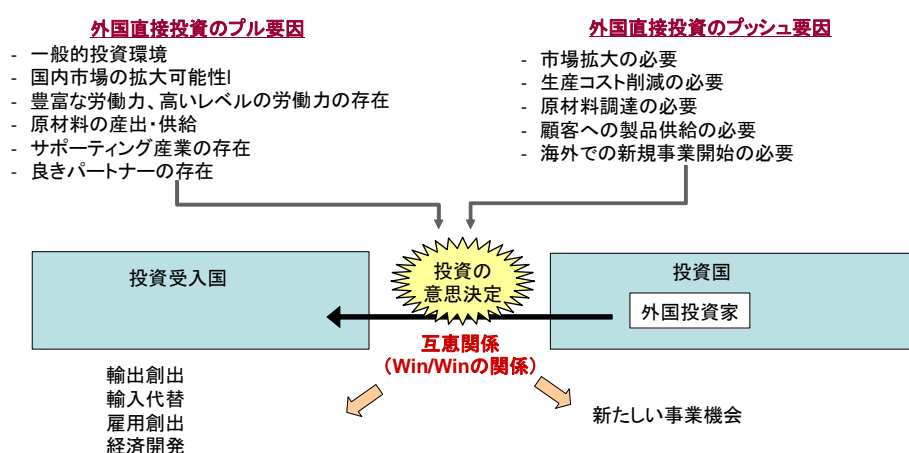 外国直接投資のプル要因
- 一般的投資環境
- 国内市場の拡大可能性l
- 豊富な労働力、高いレベルの労働力の存在
- 原材料の産出・供給
- サポーティング産業の存在
- 良きパートナーの存在
外国直接投資のプッシュ要因
- 市場拡大の必要
- 生産コスト削減の必要
- 原材料調達の必要
- 顧客への製品供給の必要
- 海外での新規事業開始の必要
投資受入国
投資の
意思決定
投資国
外国投資家
互恵関係
(Win/Winの関係)
輸出創出
輸入代替
雇用創出
経済開発
新たしい事業機会